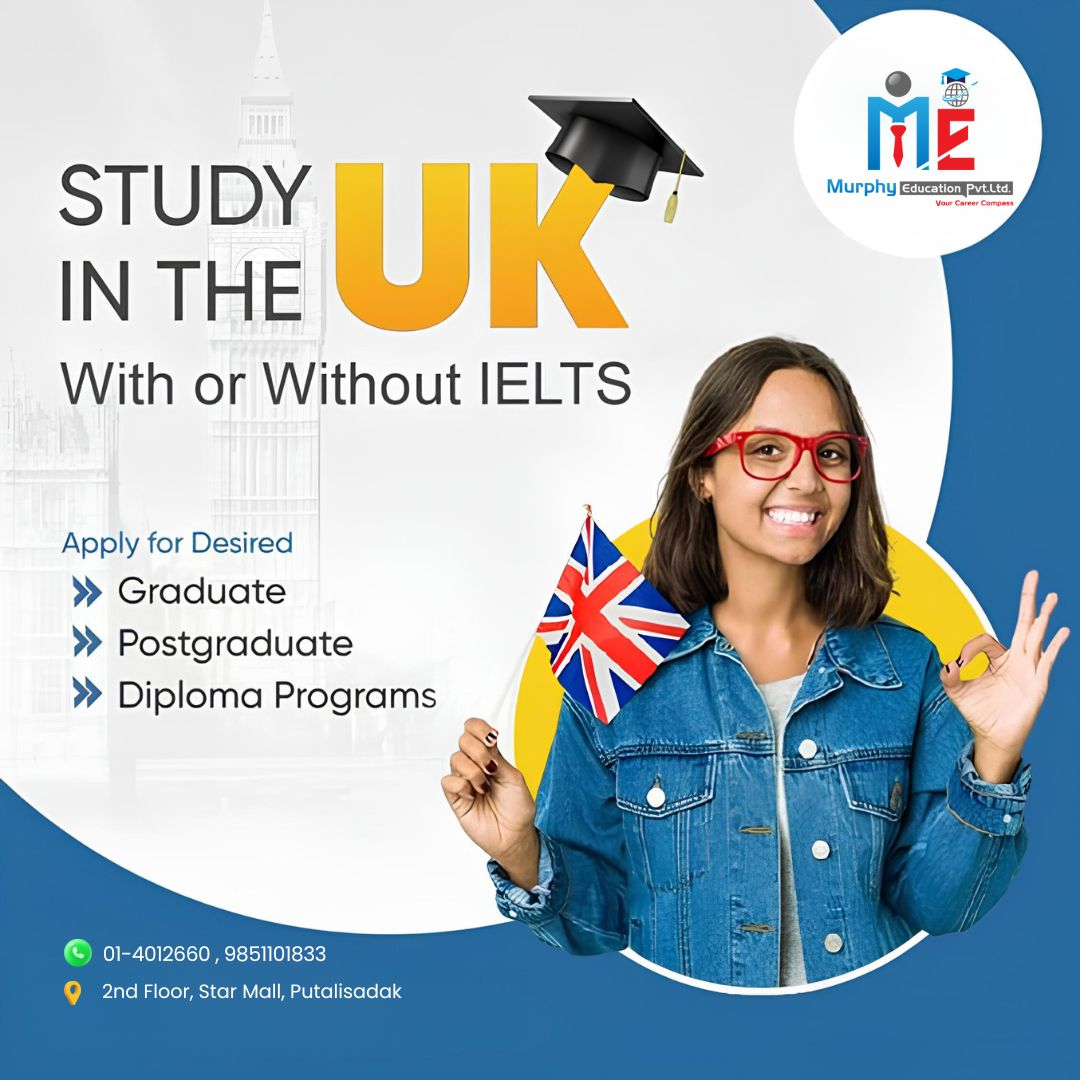 STUDY
IN THE
UK
With or Without IELTS
Apply for Desired
Graduate
Postgraduate
Diploma Programs
01-4012660 , 9851101833
2nd Floor, Star Mall, Putalisadak
ME
Murphy Education Pvt.Ltd.
Your Career Compass